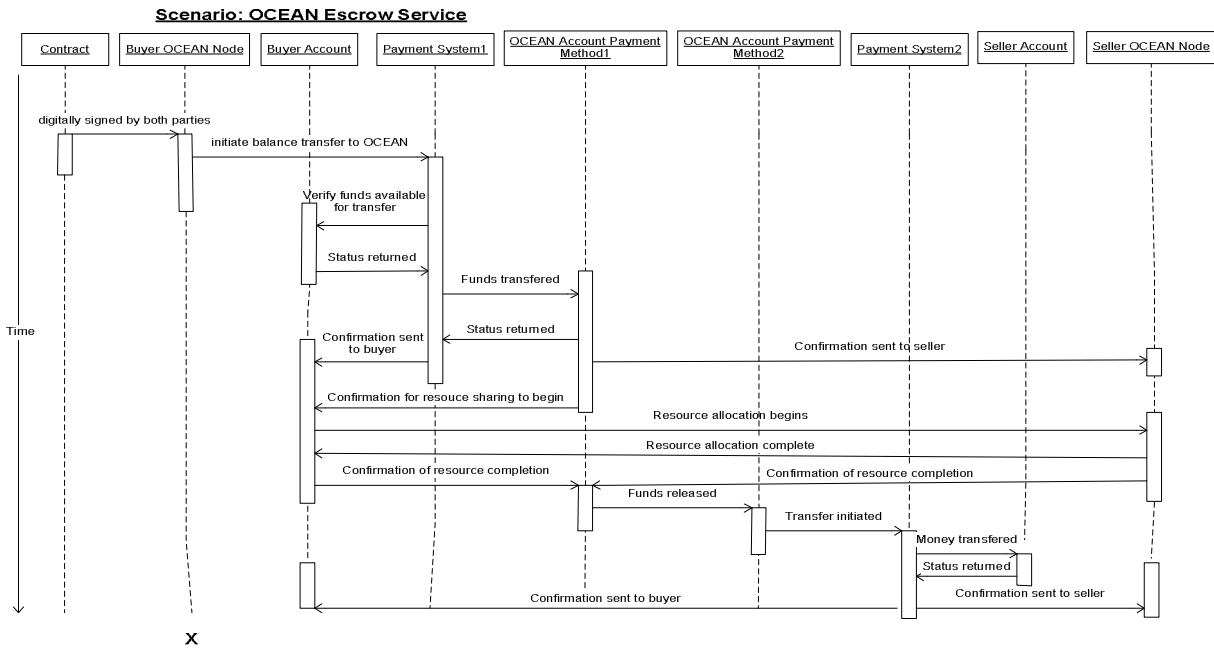 Scenario: OCEAN Escrow Service
Contract
Buyer OCEAN Node
Buyer Account
Payment System1
OCEAN Account Payment
Method1
OCEAN Account Payment
Method2
Payment System2
Seller Account
Seller OCEAN Node
digitally signed by both parties
initiate balance transfer to OCEAN
Verify funds available
for transfer
Status returned
Funds transfered
Time
Status returned
Confirmation sent
to buyer
Confirmation sent to seller
Confirmation for resouce sharing to begin
Resource allocation begins
Resource allocation complete
Confirmation of resource completion
Confirmation of resource completion
Funds released
Transfer initiated
Money transfered
Status returned
Confirmation sent to buyer
Confirmation sent to seller
X